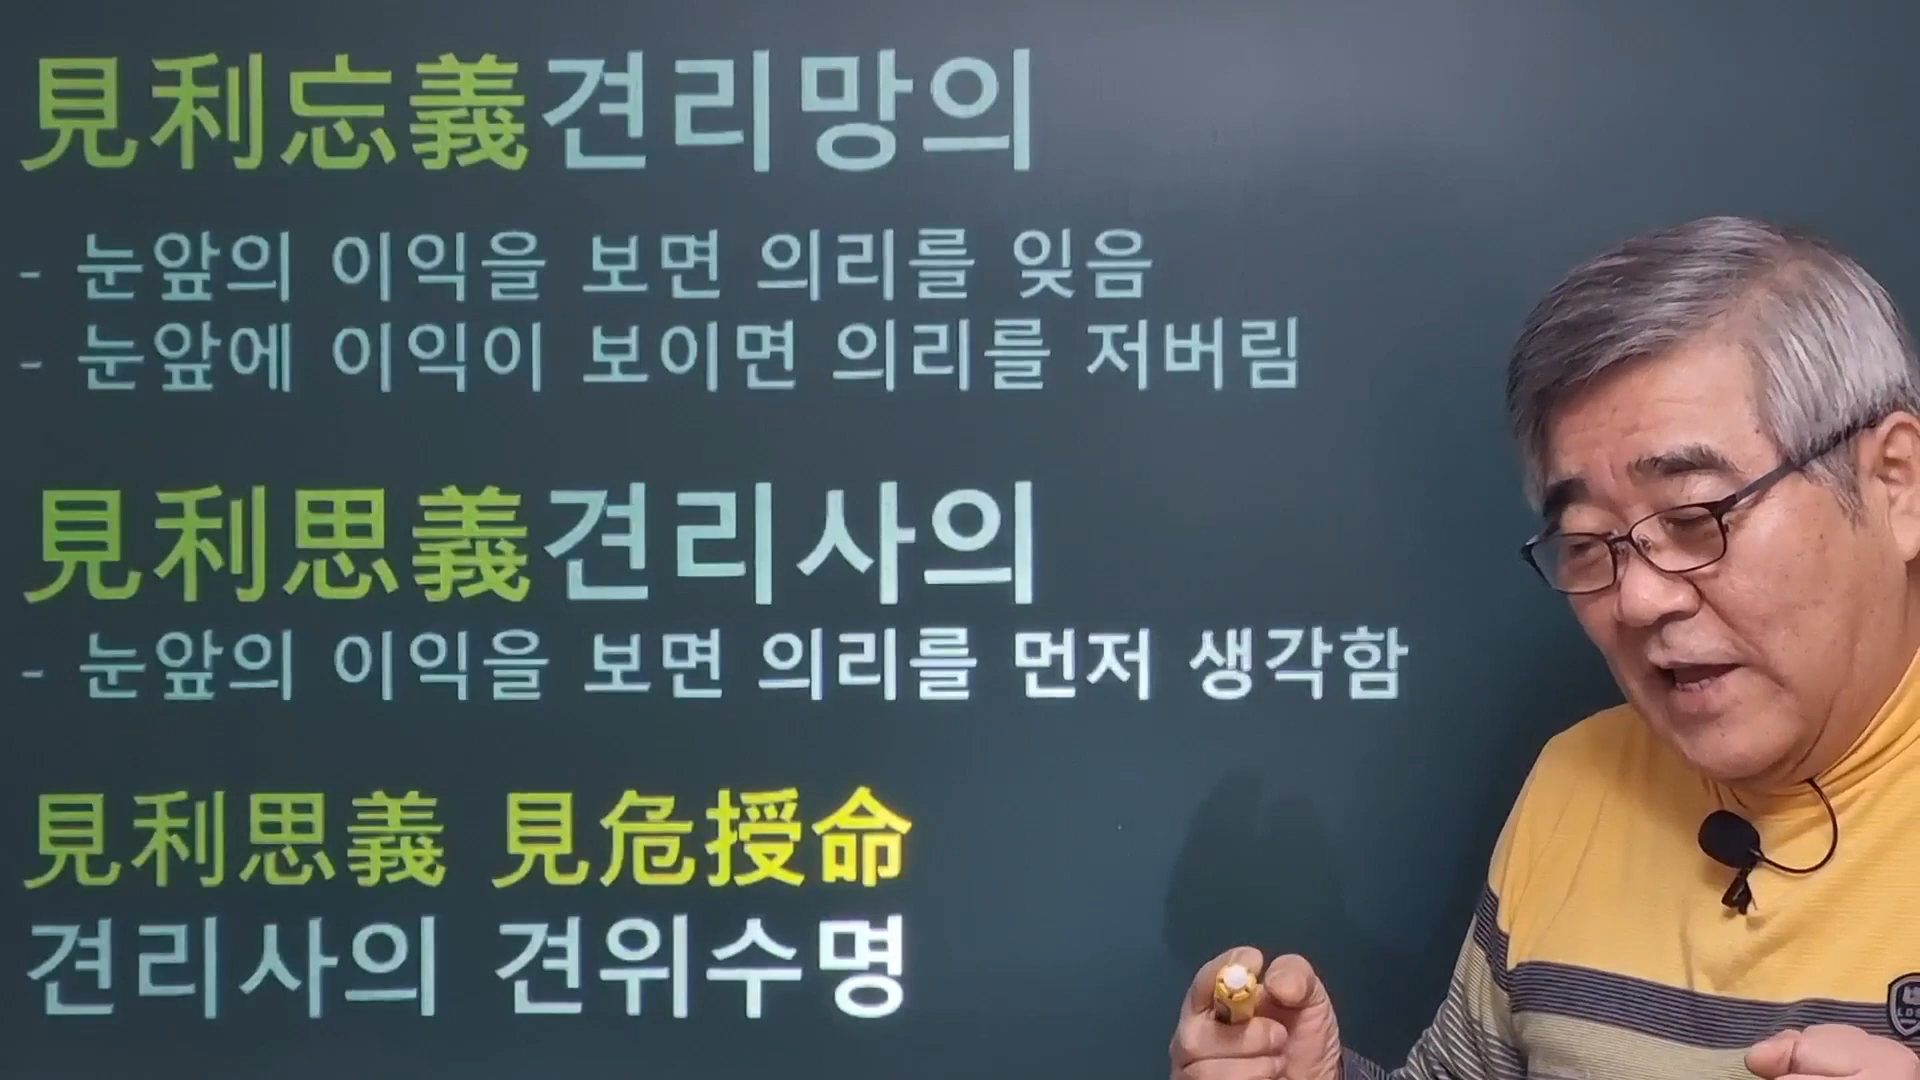 見利忘義견리망의
- 눈앞의 이익을 보면 의리를 잊음
- 눈앞에 이익이 보이면 의리를 저버림
見利思義견리사의
- 눈앞의 이익을 보면 의리를 먼저 생각함
見利思義 見危授命
견리사의 견위수명